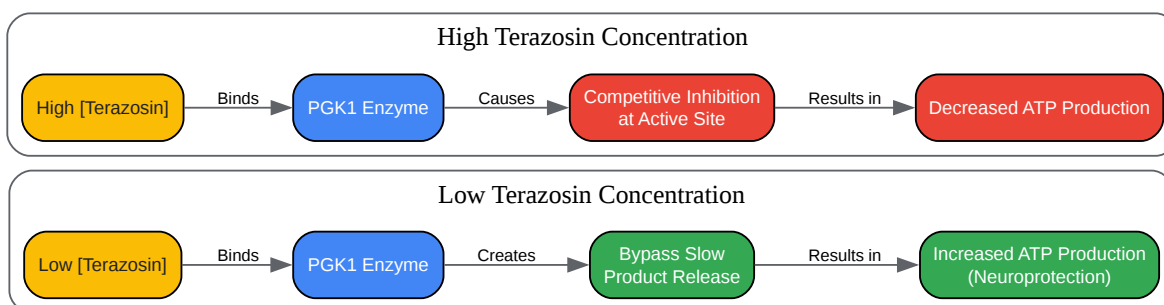 High Terazosin Concentration
High [Terazosin]
Binds
PGK1 Enzyme
Causes
Competitive Inhibition
at Active Site
Results in
Decreased ATP Production
Low Terazosin Concentration
Low [Terazosin]
Binds
PGK1 Enzyme
Creates
Bypass Slow
Product Release
Results in
Increased ATP Production
(Neuroprotection)